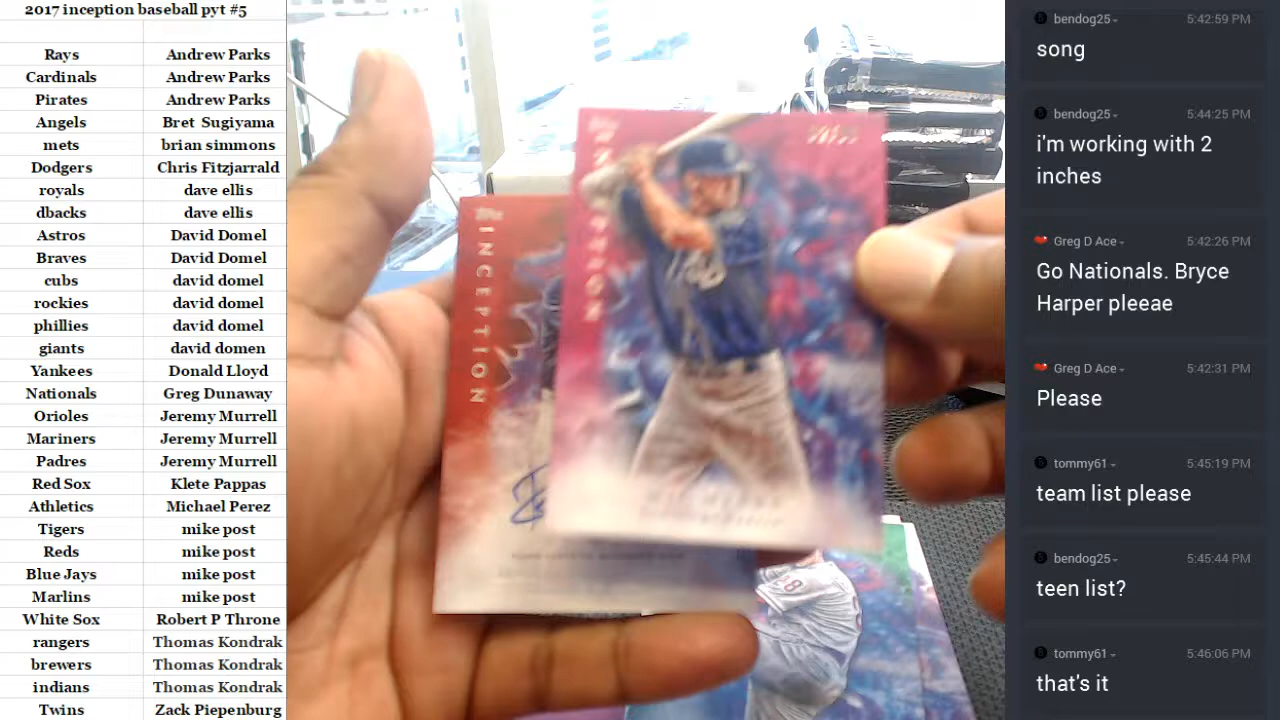 2017 inception baseball pyt #5
Rays Andrew Parks
Cardinals Andrew Parks
Pirates Andrew Parks
Angels Bret Sugiyama
mets brian simmons
Dodgers Chris Fitzjarrald
royals dave ellis
dbacks dave ellis
Astros David Domel
Braves David Domel
cubs david domel
rockies david domel
phillies david domel
giants david domen
Yankees Donald Lloyd
Nationals Greg Dunaway
Orioles Jeremy Murrell
Mariners Jeremy Murrell
Padres Jeremy Murrell
Red Sox Klete Pappas
Athletics Michael Perez
Tigers mike post
Reds mike post
Blue Jays mike post
Marlins mike post
White Sox Robert P Throne
rangers Thomas Kondrak
brewers Thomas Kondrak
indians Thomas Kondrak
Twins Zack Piepenburg
INCEPTION
28
bendog25 5:42:59 PM
song
bendog25 5:44:25 PM
i'm working with 2
inches
Greg D Ace 5:42:26 PM
Go Nationals. Bryce
Harper pleeae
Greg D Ace 5:42:31 PM
Please
tommy61 5:45:19 PM
team list please
bendog25 5:45:44 PM
teen list?
tommy61 5:46:06 PM
that's it